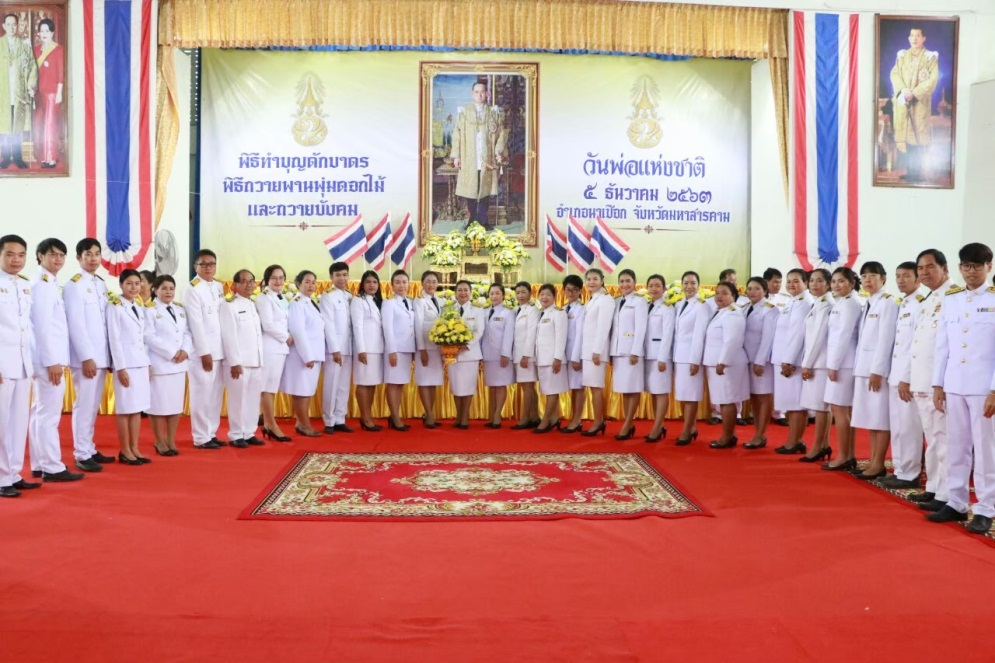 พิธีทำบุญตักบาตร
พิธีถวายพานพุ่มดอกไม้
และถวายบังคม
วันพ่อแห่งชาติ
๕ ธันวาคม ๒๕๖๓
อำเภอนาเชือก จังหวัดมหาสารคาม